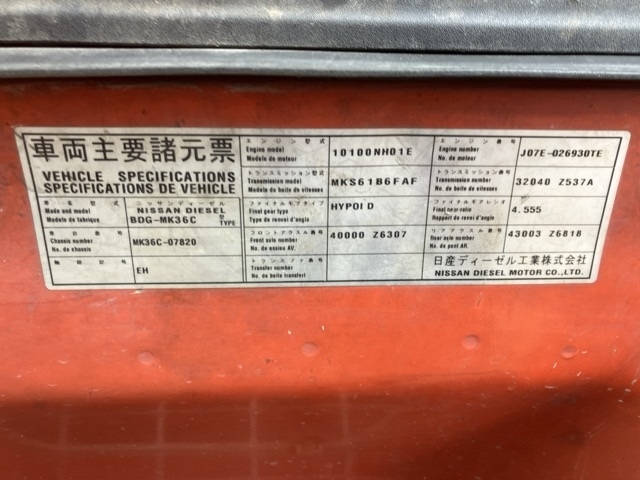 車両主要諸元票
VEHICLE SPECIFICATIONS
SPECIFICATIONS DE VEHICLE
車名型式
Make and model
Modele de fabrique
ニッサンディーゼル
NISSAN DIESEL
BDG-MK36C TYPE
車台番号
Chassis number
No. de chassis
MK36C-07820
EH
エンジン型式
Engine model
Modele de moteur
10100NH01E
エンジン番号
Engine number
No. de moteur
J07E-026930TE
トランスミッション型式
Transmission model
Modele de boite de vitesses
MKS61B6FAF
トランスミッション番号
Transmission number
No. de boite de vitesses
32040 Z537A
ファイナルギアタイプ
Final gear type
Type de renvoi d'angle
HYPOID
ファイナルギアレシオ
Final gear ratio
Rapport de renvoi d'angle
4.555
フロントアクスル番号
Front axle number
No. de essieu AV.
40000 Z6307
リアアクスル番号
Rear axle number
No. de pont AR.
43003 Z6818
トランスファ番号
Transfer number
No. de boite transfert
日産ディーゼル工業株式会社
NISSAN DIESEL MOTOR CO.,LTD.